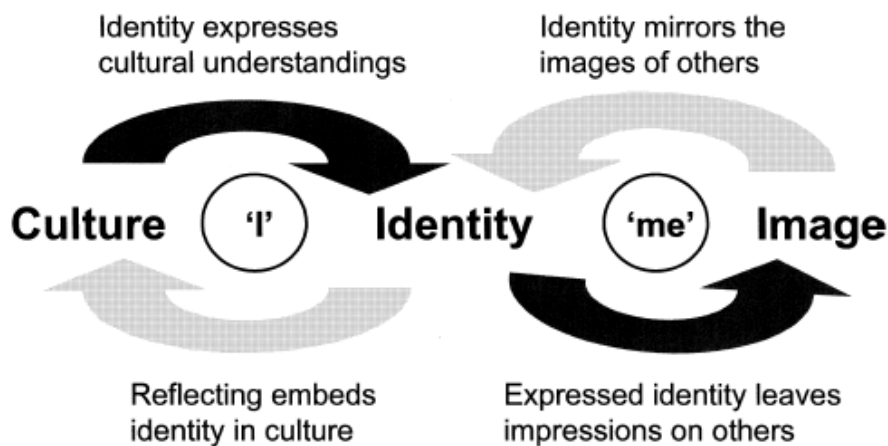 Identity expresses
cultural understandings
Identity mirrors the
images of others
Culture
'I'
Identity
'me'
Image
Reflecting embeds
identity in culture
Expressed identity leaves
impressions on others